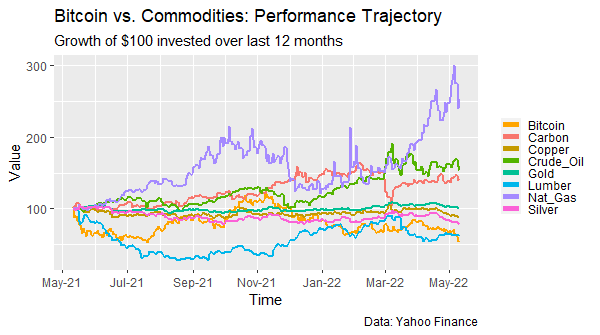 Bitcoin vs. Commodities: Performance Trajectory
Growth of $100 invested over last 12 months
300
200
100
Value
May-21 Jul-21 Sep-21 Nov-21 Jan-22 Mar-22 May-22
Time
Bitcoin
Carbon
Copper
Crude_Oil
Gold
Lumber
Nat_Gas
Silver
Data: Yahoo Finance